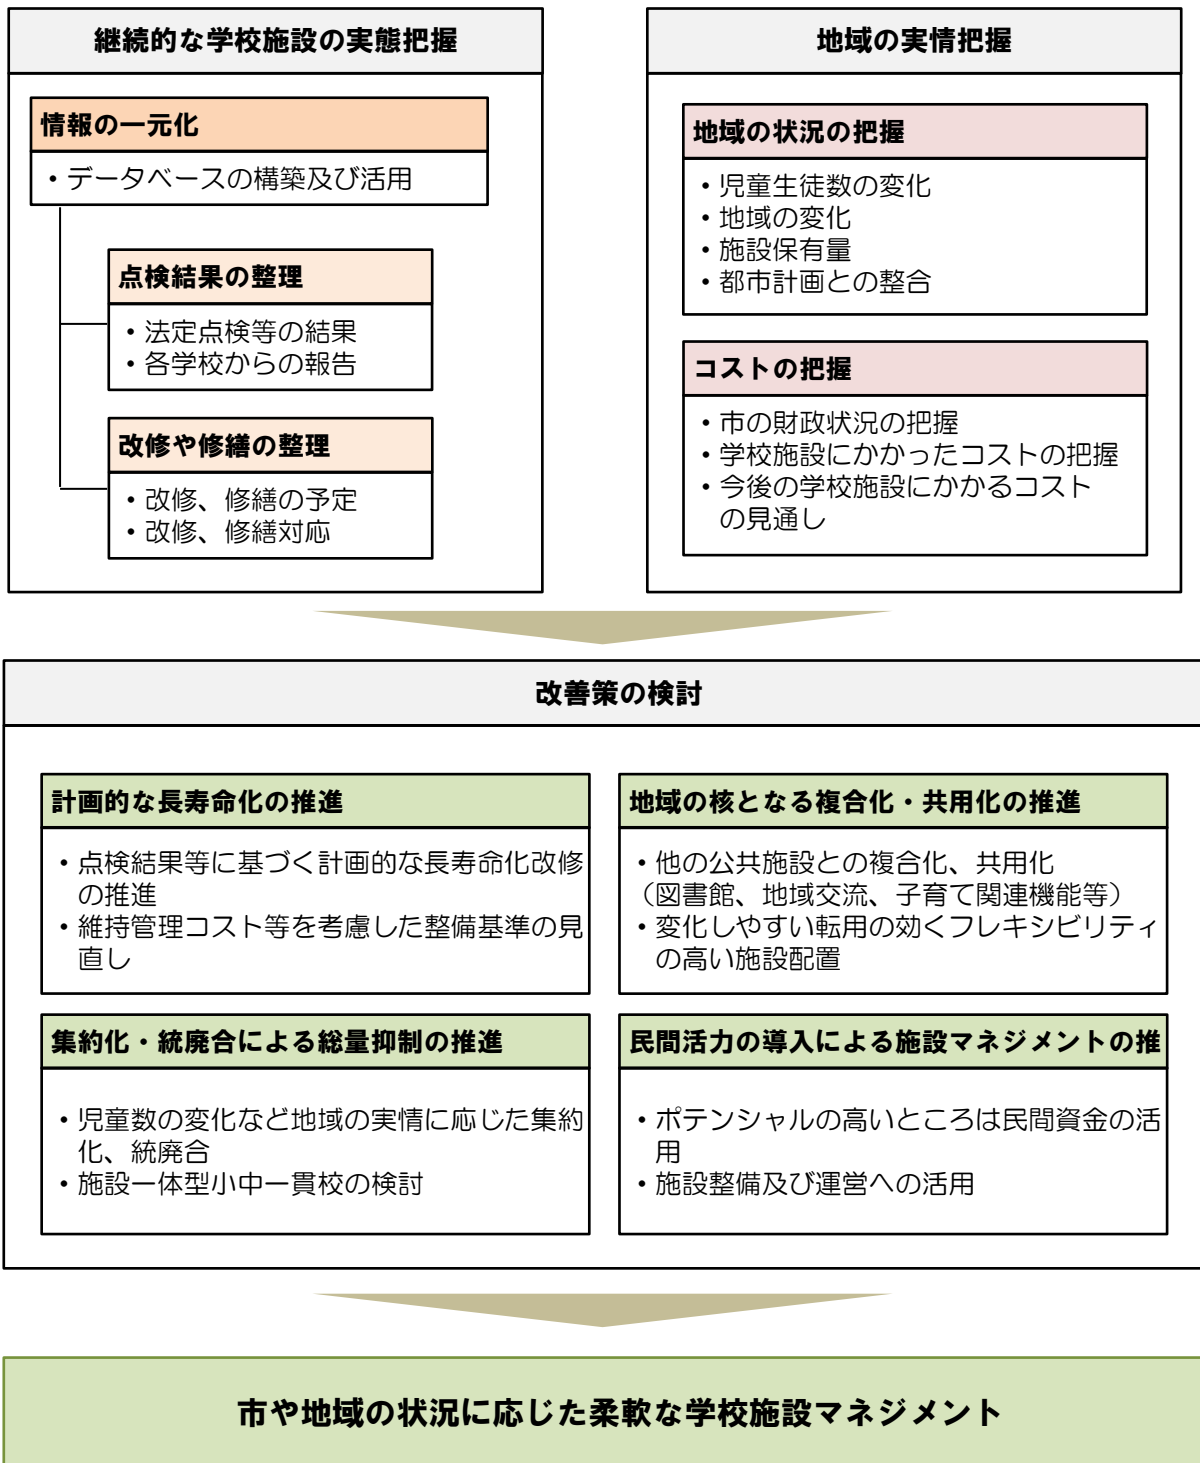 継続的な学校施設の実態把握
情報の一元化
・データベースの構築及び活用
点検結果の整理
・法定点検等の結果
・各学校からの報告
改修や修繕の整理
・改修、修繕の予定
・改修、修繕対応
地域の実情把握
地域の状況の把握
・児童生徒数の変化
・地域の変化
・施設保有量
・都市計画との整合
コストの把握
・市の財政状況の把握
・学校施設にかかったコストの把握
・今後の学校施設にかかるコスト
の見通し
改善策の検討
計画的な長寿命化の推進
・点検結果等に基づく計画的な長寿命化改修
の推進
・維持管理コスト等を考慮した整備基準の見
直し
地域の核となる複合化・共用化の推進
・他の公共施設との複合化、共用化
（図書館、地域交流、子育て関連機能等）
・変化しやすい転用の効くフレキシビリティ
の高い施設配置
集約化・統廃合による総量抑制の推進
・児童数の変化など地域の実情に応じた集約
化、統廃合
・施設一体型小中一貫校の検討
民間活力の導入による施設マネジメントの推
・ポテンシャルの高いところは民間資金の活
用
・施設整備及び運営への活用
市や地域の状況に応じた柔軟な学校施設マネジメント